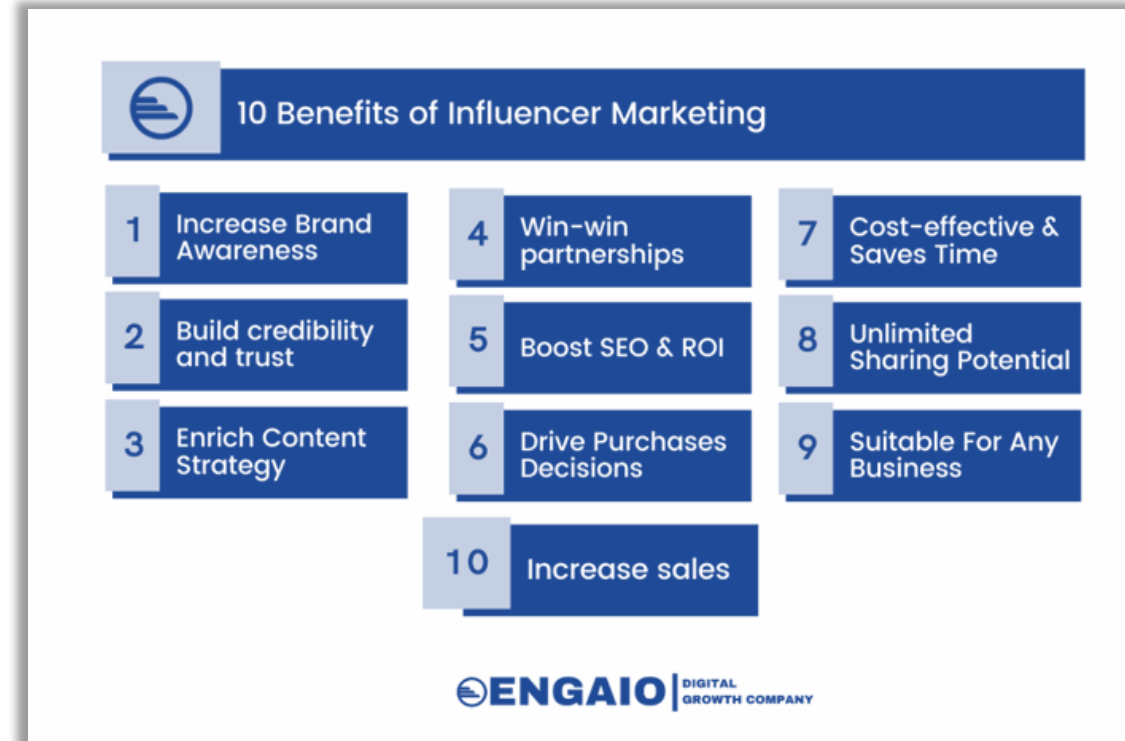 10 Benefits of Influencer Marketing
1
Increase Brand
Awareness
2
Build credibility
and trust
3
Enrich Content
Strategy
4
Win-win
partnerships
5
Boost SEO & ROI
6
Drive Purchases
Decisions
7
Cost-effective &
Saves Time
8
Unlimited
Sharing Potential
9
Suitable For Any
Business
10
Increase sales
ENGAIO
DIGITAL
GROWTH COMPANY